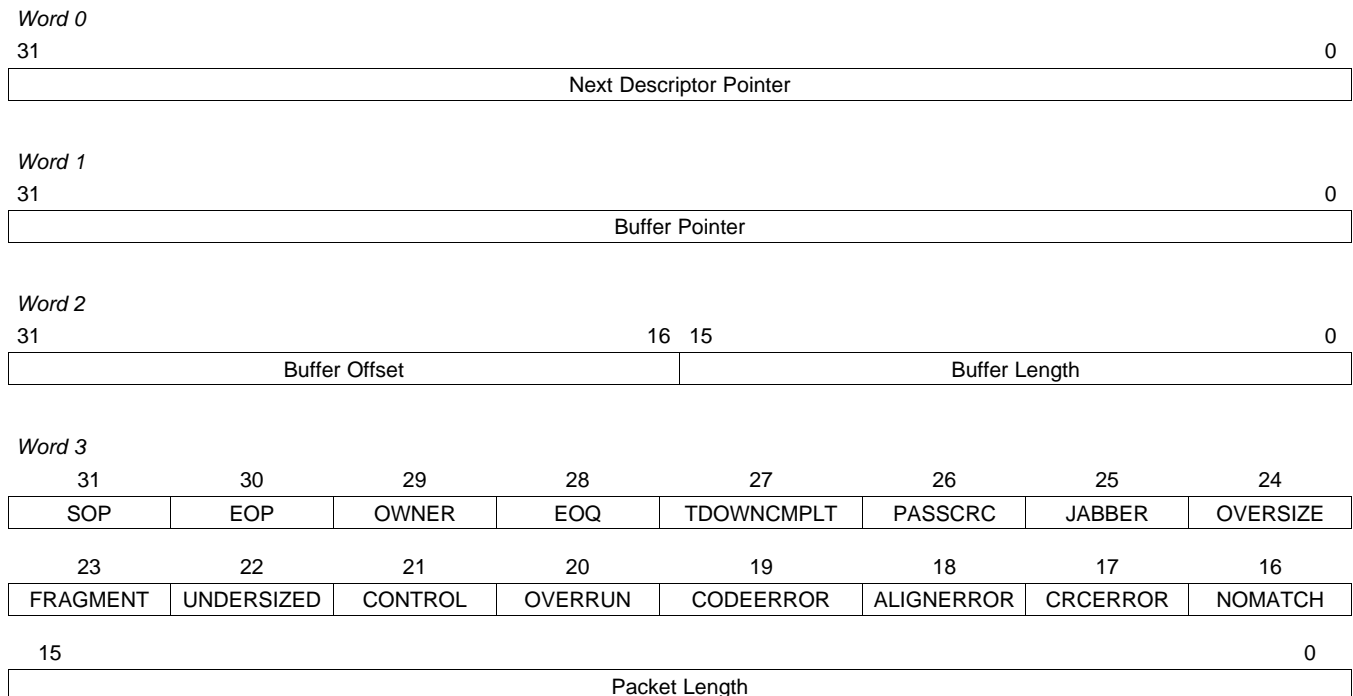 Word 0
31 0
Next Descriptor Pointer
Word 1
31 0
Buffer Pointer
Word 2
31 16 15 0
Buffer Offset Buffer Length
Word 3
31 30 29 28 27 26 25 24
SOP EOP OWNER EOQ TDOWNCMPLT PASSCRC JABBER OVERSIZE
23 22 21 20 19 18 17 16
FRAGMENT UNDERSIZED CONTROL OVERRUN CODEERROR ALIGNERROR CRCERROR NOMATCH
15 0
Packet Length